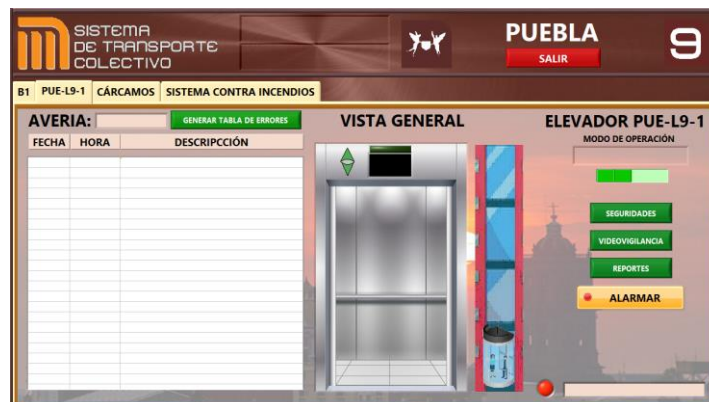 SISTEMA
DE TRANSPORTE
COLECTIVO
PUEBLA
SALIR
9
B1 PUE-L9-1 CÁRCAMOS SISTEMA CONTRA INCENDIOS
AVERIA: GENERAR TABLA DE ERRORES
FECHA HORA DESCRIPCCIÓN
VISTA GENERAL
ELEVADOR PUE-L9-1
MODO DE OPERACIÓN
SEGURIDADES
VIDEOVIGILANCIA
REPORTES
ALARMAR